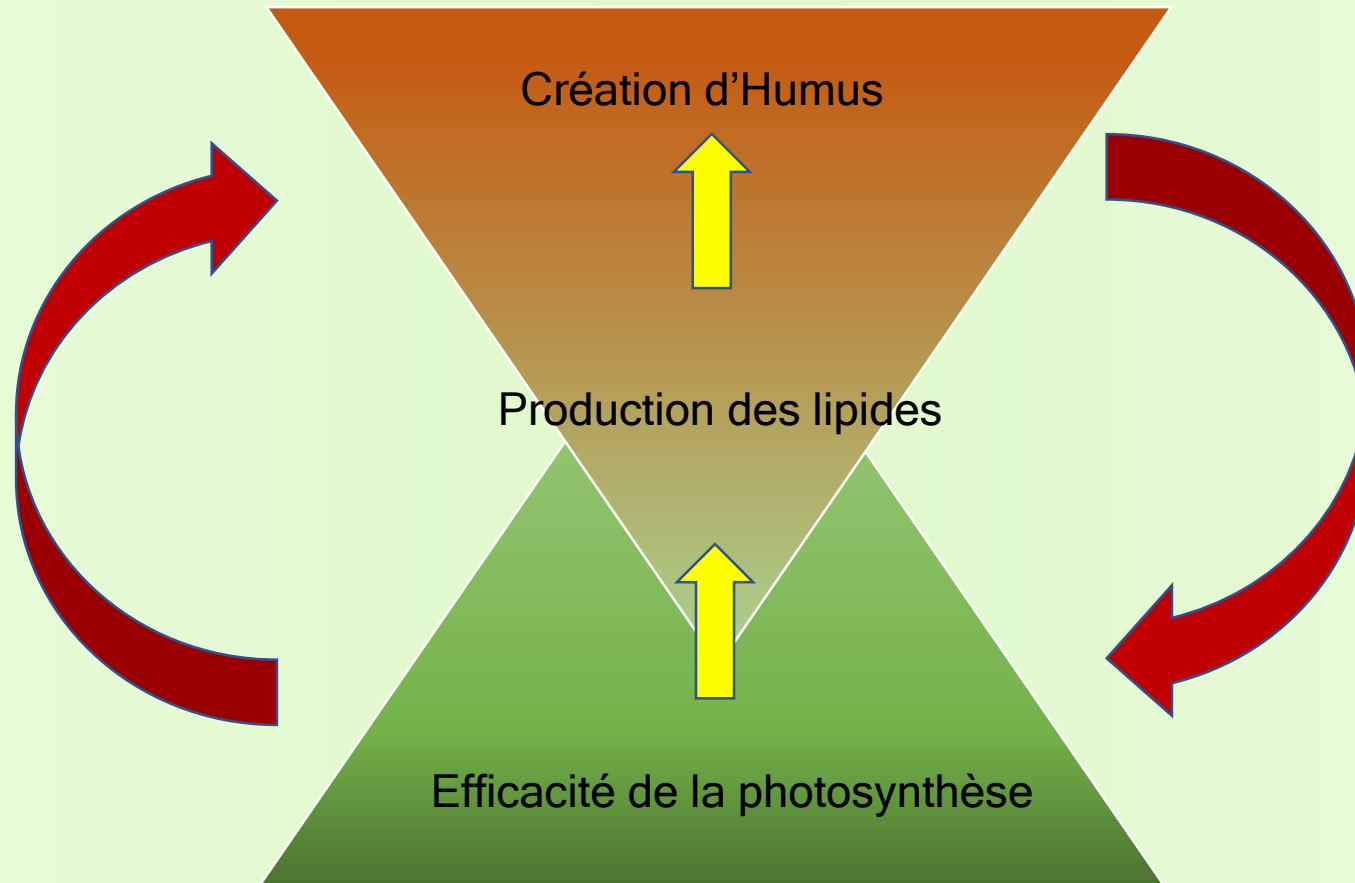 Création d’Humus
Production des lipides
Efficacité de la photosynthèse